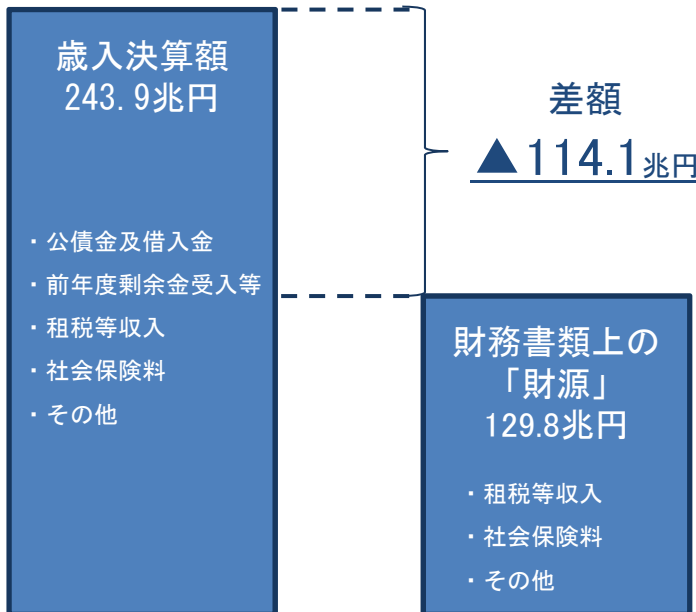 歳入決算額
243.9兆円
・公債金及借入金
・前年度剰余金受入等
・租税等収入
・社会保険料
・その他
差額
▲114.1兆円
財務書類上の
「財源」
129.8兆円
・租税等収入
・社会保険料
・その他